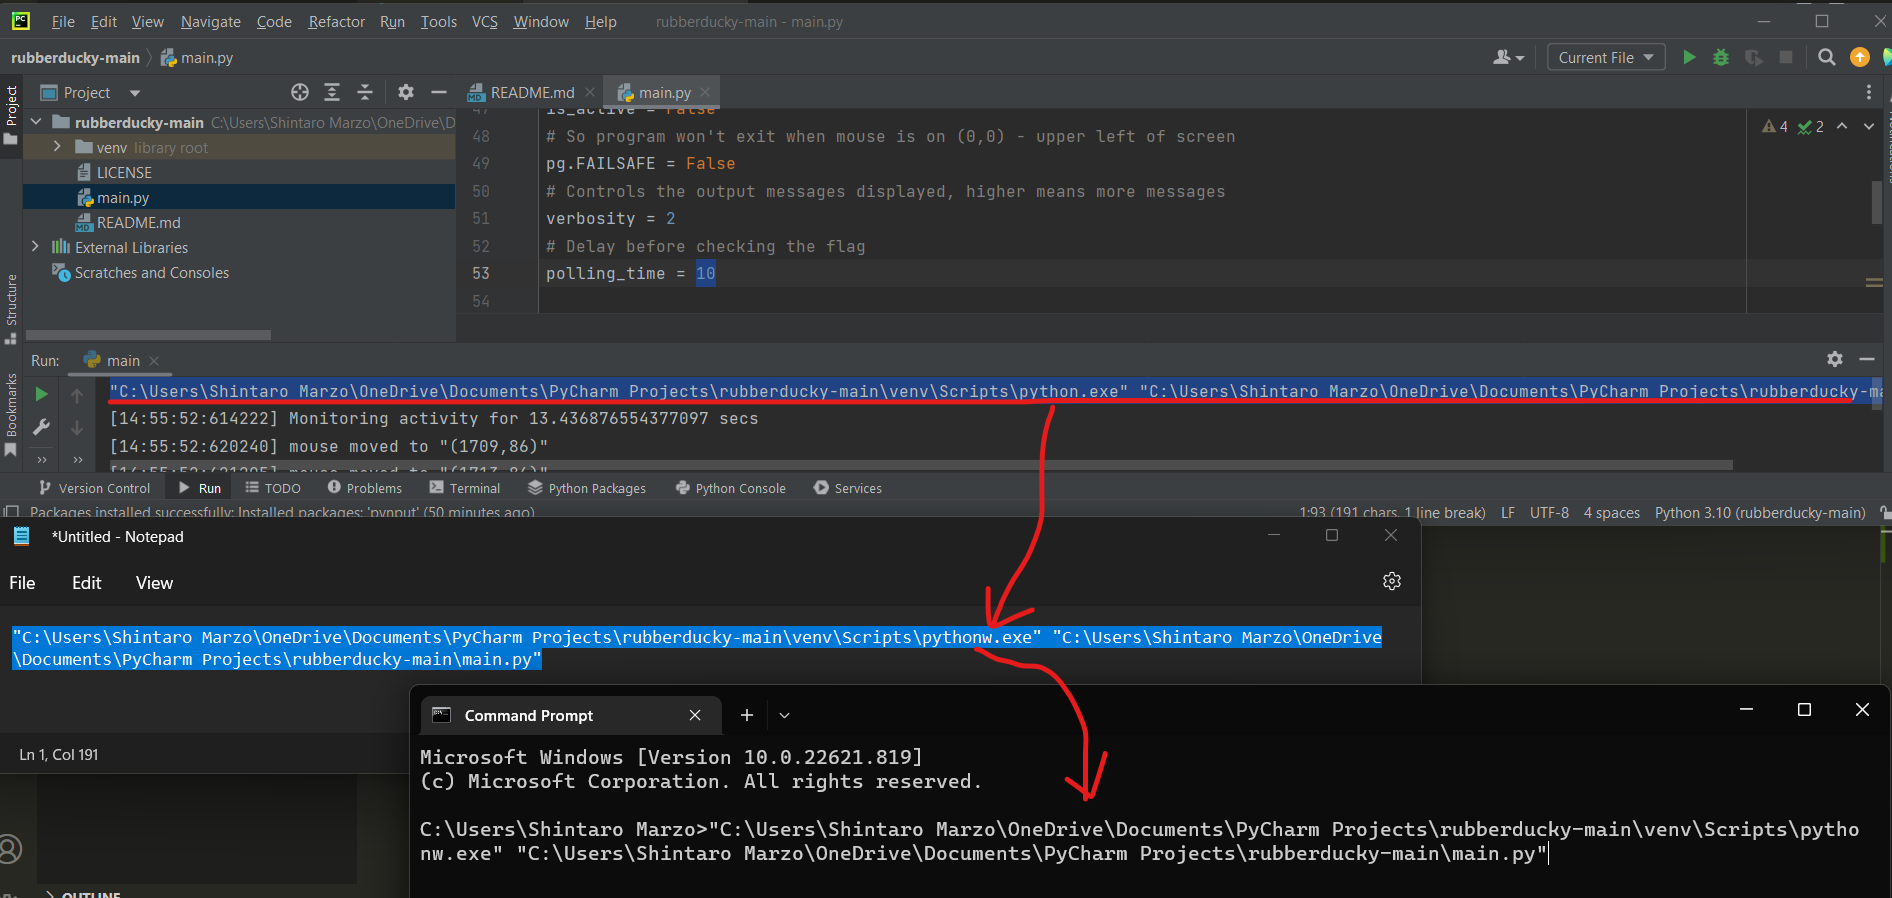 File Edit View Navigate Code Refactor Run Tools VCS Window Help rubberducky-main - main.py
rubberducky-main main.py
Current File
Project
Project
README.md
main.py
rubberducky-main C:\Users\Shintaro Marzo\OneDrive\D
venv library root
LICENSE
main.py
README.md
External Libraries
Scratches and Consoles
Structure
Bookmarks
47 is_active = False
48 # So program won't exit when mouse is on (0,0) - upper left of screen
49 pg.FAILSAFE = False
50 # Controls the output messages displayed, higher means more messages
51 verbosity = 2
52 # Delay before checking the flag
53 polling_time = 10
54
4 2
Run: main
"C:\Users\Shintaro Marzo\OneDrive\Documents\PyCharm Projects\rubberducky-main\venv\Scripts\python.exe" "C:\Users\Shintaro Marzo\OneDrive\Documents\PyCharm Projects\rubberducky-ma
[14:55:52:614222] Monitoring activity for 13.436876554377097 secs
[14:55:52:620240] mouse moved to "(1709,86)"
Version Control Run TODO Problems Terminal Python Packages Python Console Services
Packages installed successfully: Installed packages: 'pynput' (50 minutes ago)
1:93 (191 chars, 1 line break) LF UTF-8 4 spaces Python 3.10 (rubberducky-main)
*Untitled - Notepad
File Edit View
"C:\Users\Shintaro Marzo\OneDrive\Documents\PyCharm Projects\rubberducky-main\venv\Scripts\pythonw.exe" "C:\Users\Shintaro Marzo\OneDrive
\Documents\PyCharm Projects\rubberducky-main\main.py"
Ln 1, Col 191
Command Prompt
Microsoft Windows [Version 10.0.22621.819]
(c) Microsoft Corporation. All rights reserved.
C:\Users\Shintaro Marzo>"C:\Users\Shintaro Marzo\OneDrive\Documents\PyCharm Projects\rubberducky-main\venv\Scripts\pytho
nw.exe" "C:\Users\Shintaro Marzo\OneDrive\Documents\PyCharm Projects\rubberducky-main\main.py"
OUTLINE